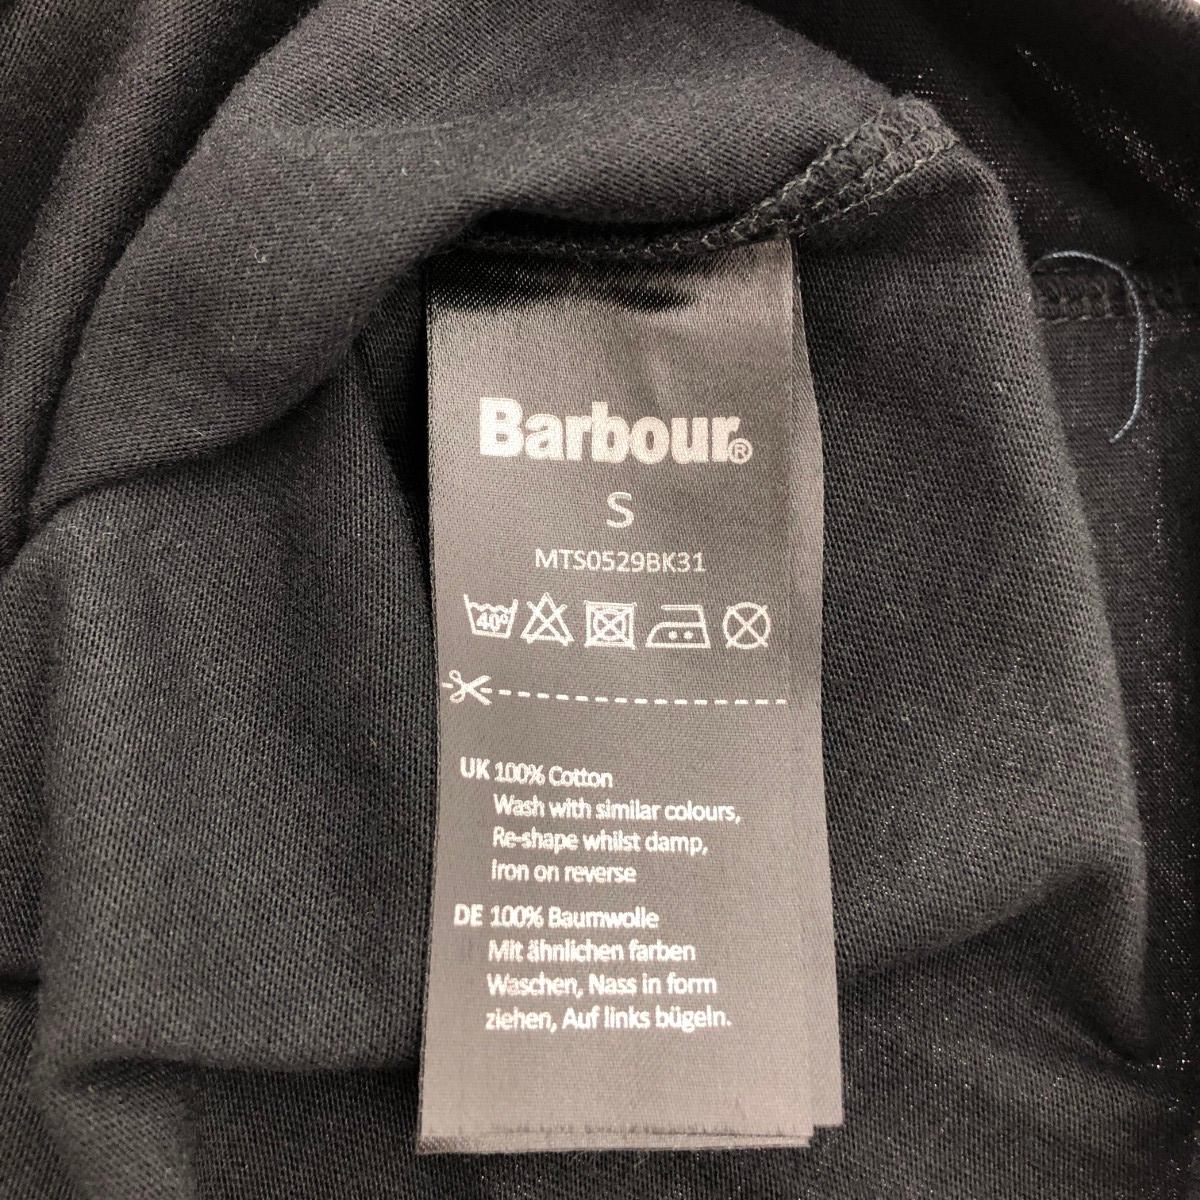 Barbour®
S
MTS0529BK31
40°
UK 100% Cotton
Wash with similar colours,
Re-shape whilst damp,
Iron on reverse
DE 100% Baumwolle
Mit ähnlichen farben
Waschen, Nass in form
ziehen, Auf links bügeln.